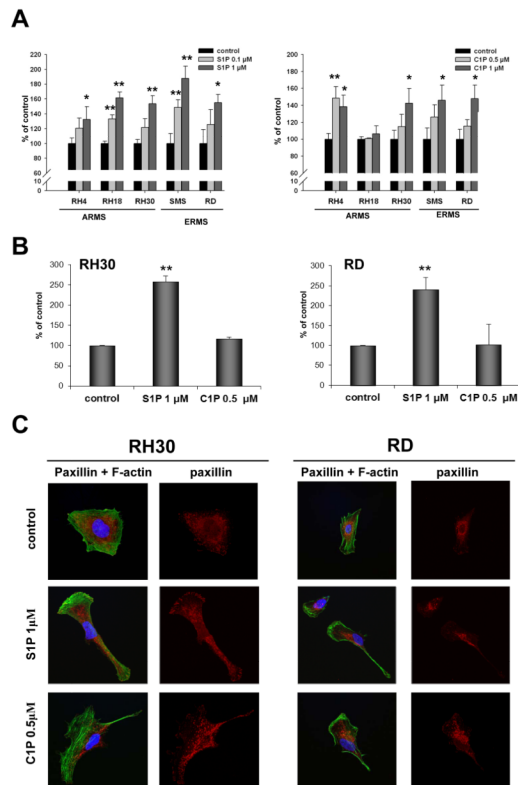 A
control
S1P 0.1 µM
S1P 1 µM
% of control
220
200
180
160
140
120
100
80
60
10
0
*
**
**
**
**
**
*
RH4 RH18 RH30 SMS RD
ARMS ERMS
control
C1P 0.5 µM
C1P 1 µM
% of control
200
180
160
140
120
100
80
60
10
0
**
*
*
*
*
RH4 RH18 RH30 SMS RD
ARMS ERMS
B
RH30
% of control
300
250
200
150
100
50
0
**
control S1P 1 µM C1P 0.5 µM
RD
% of control
300
250
200
150
100
50
0
**
control S1P 1 µM C1P 0.5 µM
C
RH30 RD
Paxillin + F-actin paxillin Paxillin + F-actin paxillin
control
S1P 1µM
C1P 0.5µM